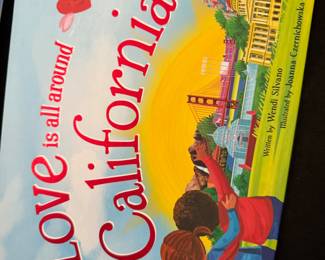 Love
is all around
California
Written by Wendi Silvano
Illustrated by Joanna Czernichowska